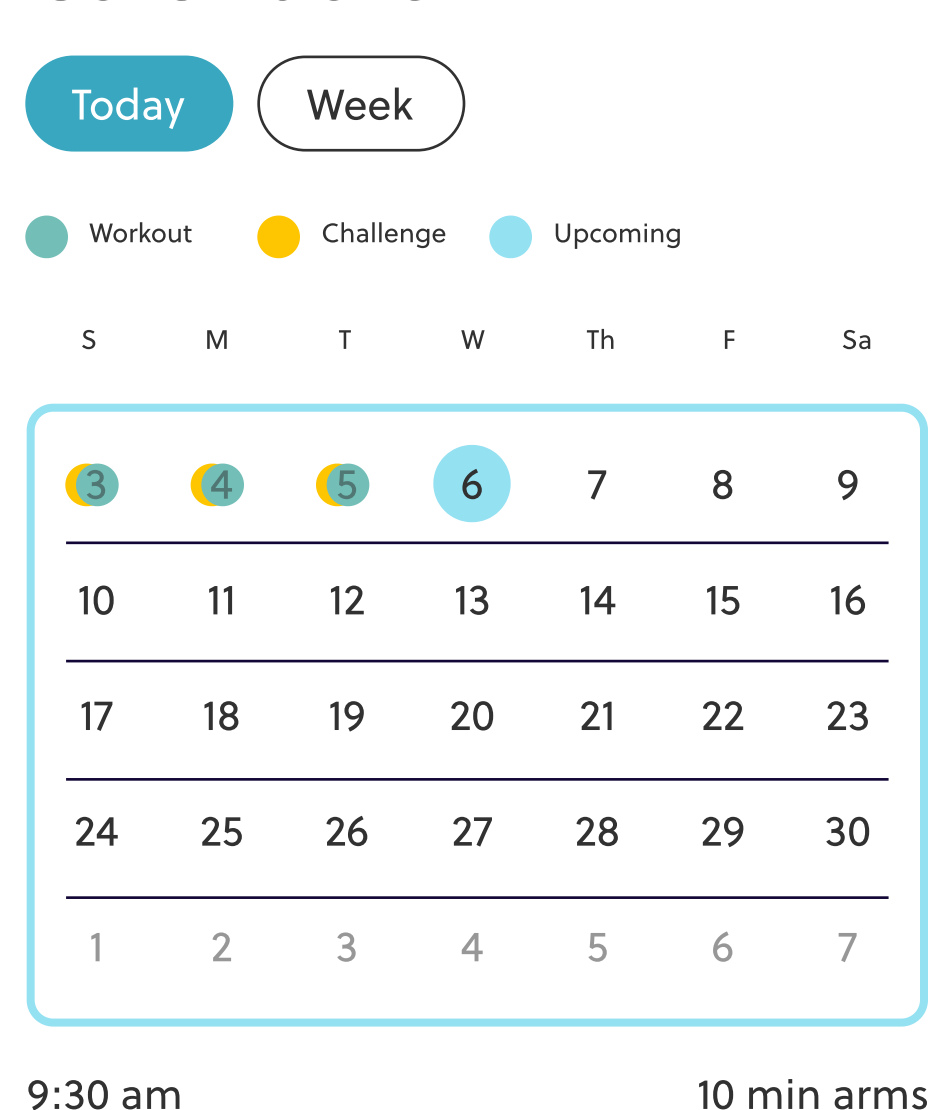 Today Week
Workout Challenge Upcoming
S M T W Th F Sa
3 4 5 6 7 8 9
10 11 12 13 14 15 16
17 18 19 20 21 22 23
24 25 26 27 28 29 30
1 2 3 4 5 6 7
9:30 am 10 min arms